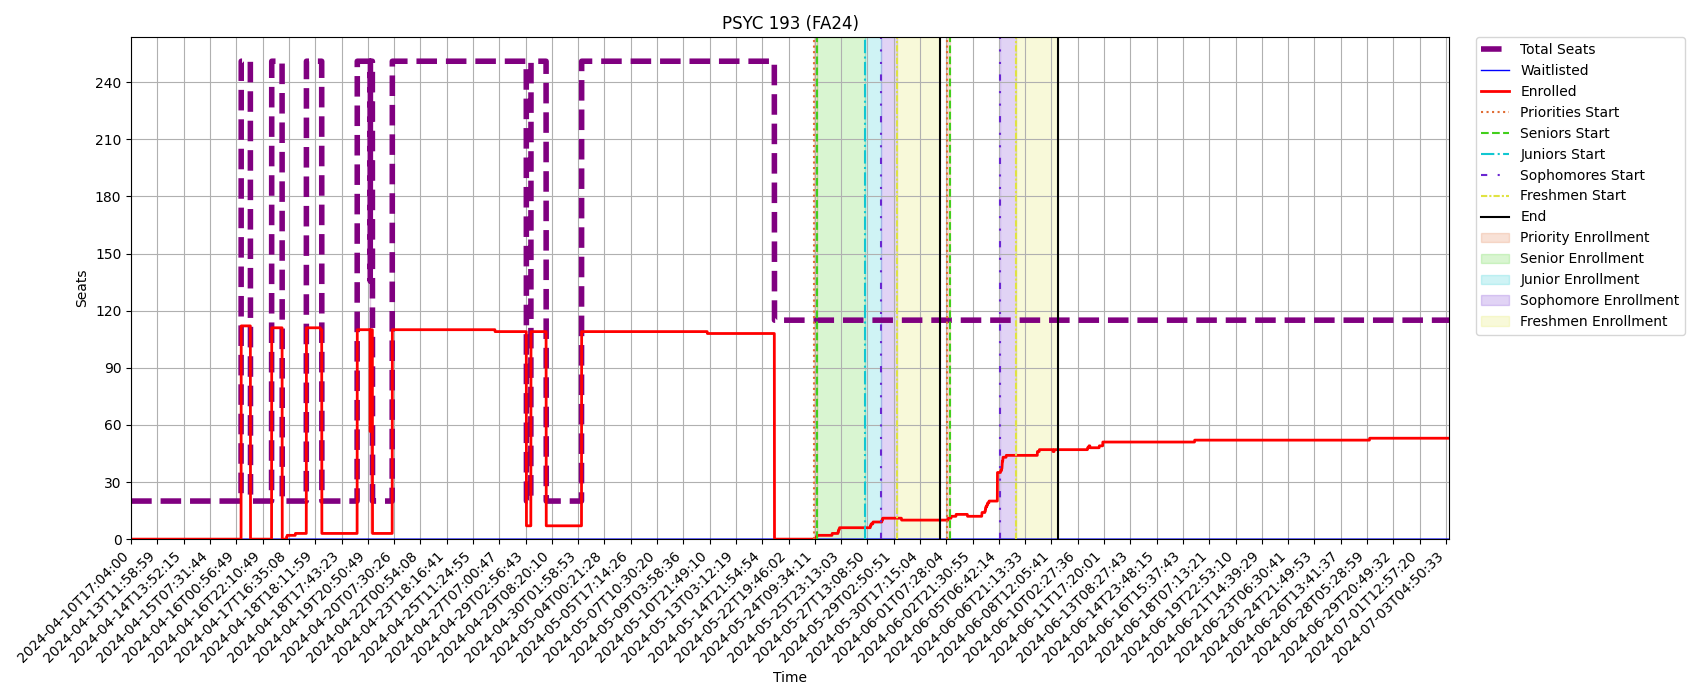 PSYC 193 (FA24)
Seats
240
210
180
150
120
90
60
30
0
2024-04-10T17:04:00
2024-04-13T11:58:59
2024-04-14T13:52:15
2024-04-15T07:31:44
2024-04-16T00:56:49
2024-04-16T22:10:49
2024-04-17T16:35:08
2024-04-18T18:11:59
2024-04-18T17:43:23
2024-04-19T20:50:49
2024-04-20T07:30:26
2024-04-22T00:54:08
2024-04-23T18:16:41
2024-04-25T11:24:55
2024-04-27T07:00:47
2024-04-29T02:56:43
2024-04-29T08:20:10
2024-04-30T01:58:53
2024-05-04T00:21:28
2024-05-05T17:14:26
2024-05-07T10:30:20
2024-05-09T03:58:36
2024-05-10T21:49:10
2024-05-13T03:12:19
2024-05-14T21:54:54
2024-05-22T19:46:02
2024-05-24T09:34:11
2024-05-25T23:13:03
2024-05-27T13:08:50
2024-05-29T02:50:51
2024-05-30T17:15:04
2024-06-01T07:28:04
2024-06-02T21:30:55
2024-06-05T06:42:14
2024-06-06T21:13:33
2024-06-08T12:05:41
2024-06-10T02:27:36
2024-06-11T17:20:01
2024-06-13T08:27:43
2024-06-14T23:48:15
2024-06-16T15:37:43
2024-06-18T07:13:21
2024-06-19T22:53:10
2024-06-21T14:39:29
2024-06-23T06:30:41
2024-06-24T21:49:53
2024-06-26T13:41:37
2024-06-28T05:28:59
2024-06-29T20:49:32
2024-07-01T12:57:20
2024-07-03T04:50:33
Time
Total Seats
Waitlisted
Enrolled
Priorities Start
Seniors Start
Juniors Start
Sophomores Start
Freshmen Start
End
Priority Enrollment
Senior Enrollment
Junior Enrollment
Sophomore Enrollment
Freshmen Enrollment